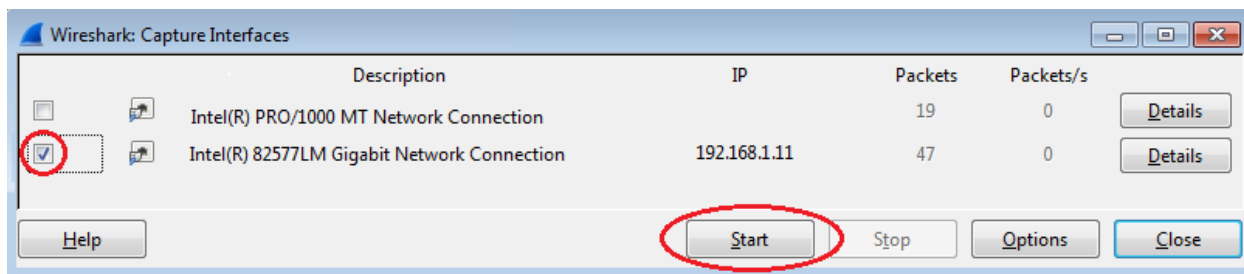 Wireshark: Capture Interfaces
Description IP Packets Packets/s
Intel(R) PRO/1000 MT Network Connection 19 0 Details
Intel(R) 82577LM Gigabit Network Connection 192.168.1.11 47 0 Details
Help Start Stop Options Close